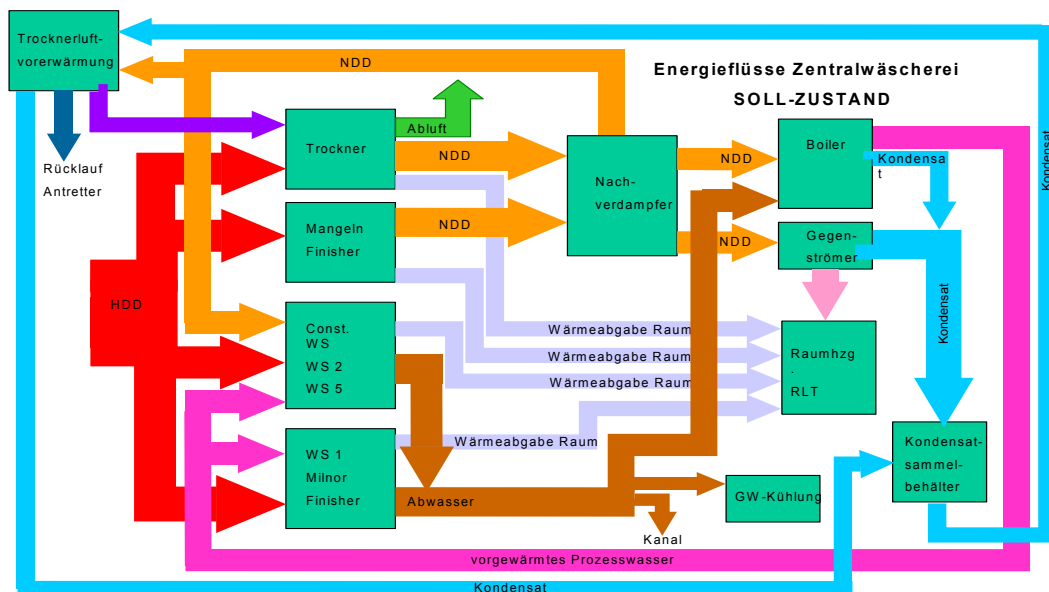 Trocknerluft-
vorerwärmung
NDD
Energieflüsse Zentralwäscherei
SOLL-ZUSTAND
Kondensat
Rücklauf
Antretter
Trockner
Abluft
NDD
Nach-
verdampfer
NDD
Boiler
Kondensa
t
Mangeln
Finisher
NDD
NDD
Gegen-
strömer
HDD
Kondensat
Const.
WS
WS 2
WS 5
Wärmeabgabe Raum
Wärmeabgabe Raum
Wärmeabgabe Raum
Wärmeabgabe Raum
Raumhzg
.
RLT
WS 1
Milnor
Finisher
Abwasser
Kanal
GW-Kühlung
Kondensat-
sammel-
behälter
vorgewärmtes Prozesswasser
Kondensat